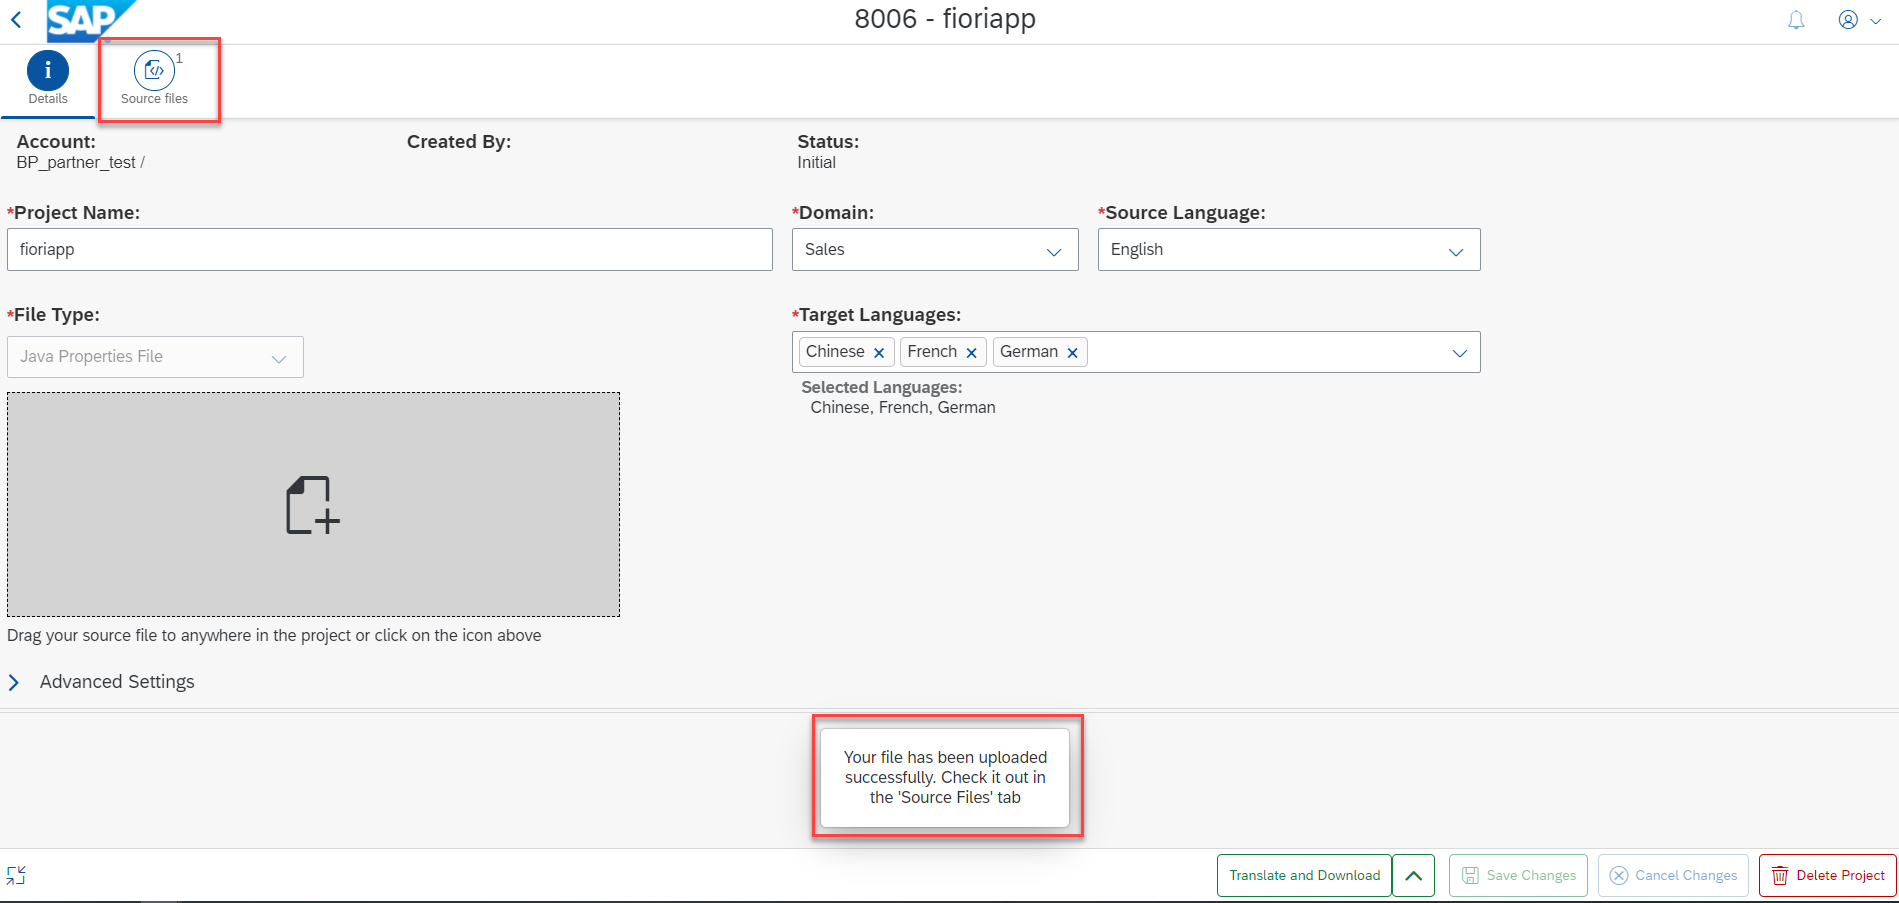 SAP
8006 - fioriapp
i
1
Details
Source files
Account:
BP_partner_test /
Created By:
Status:
Initial
*Project Name:
fioriapp
*Domain:
Sales
*Source Language:
English
*File Type:
Java Properties File
*Target Languages:
Chinese
French
German
Selected Languages:
Chinese, French, German
Drag your source file to anywhere in the project or click on the icon above
Advanced Settings
Your file has been uploaded
successfully. Check it out in
the 'Source Files' tab
Translate and Download
Save Changes
Cancel Changes
Delete Project